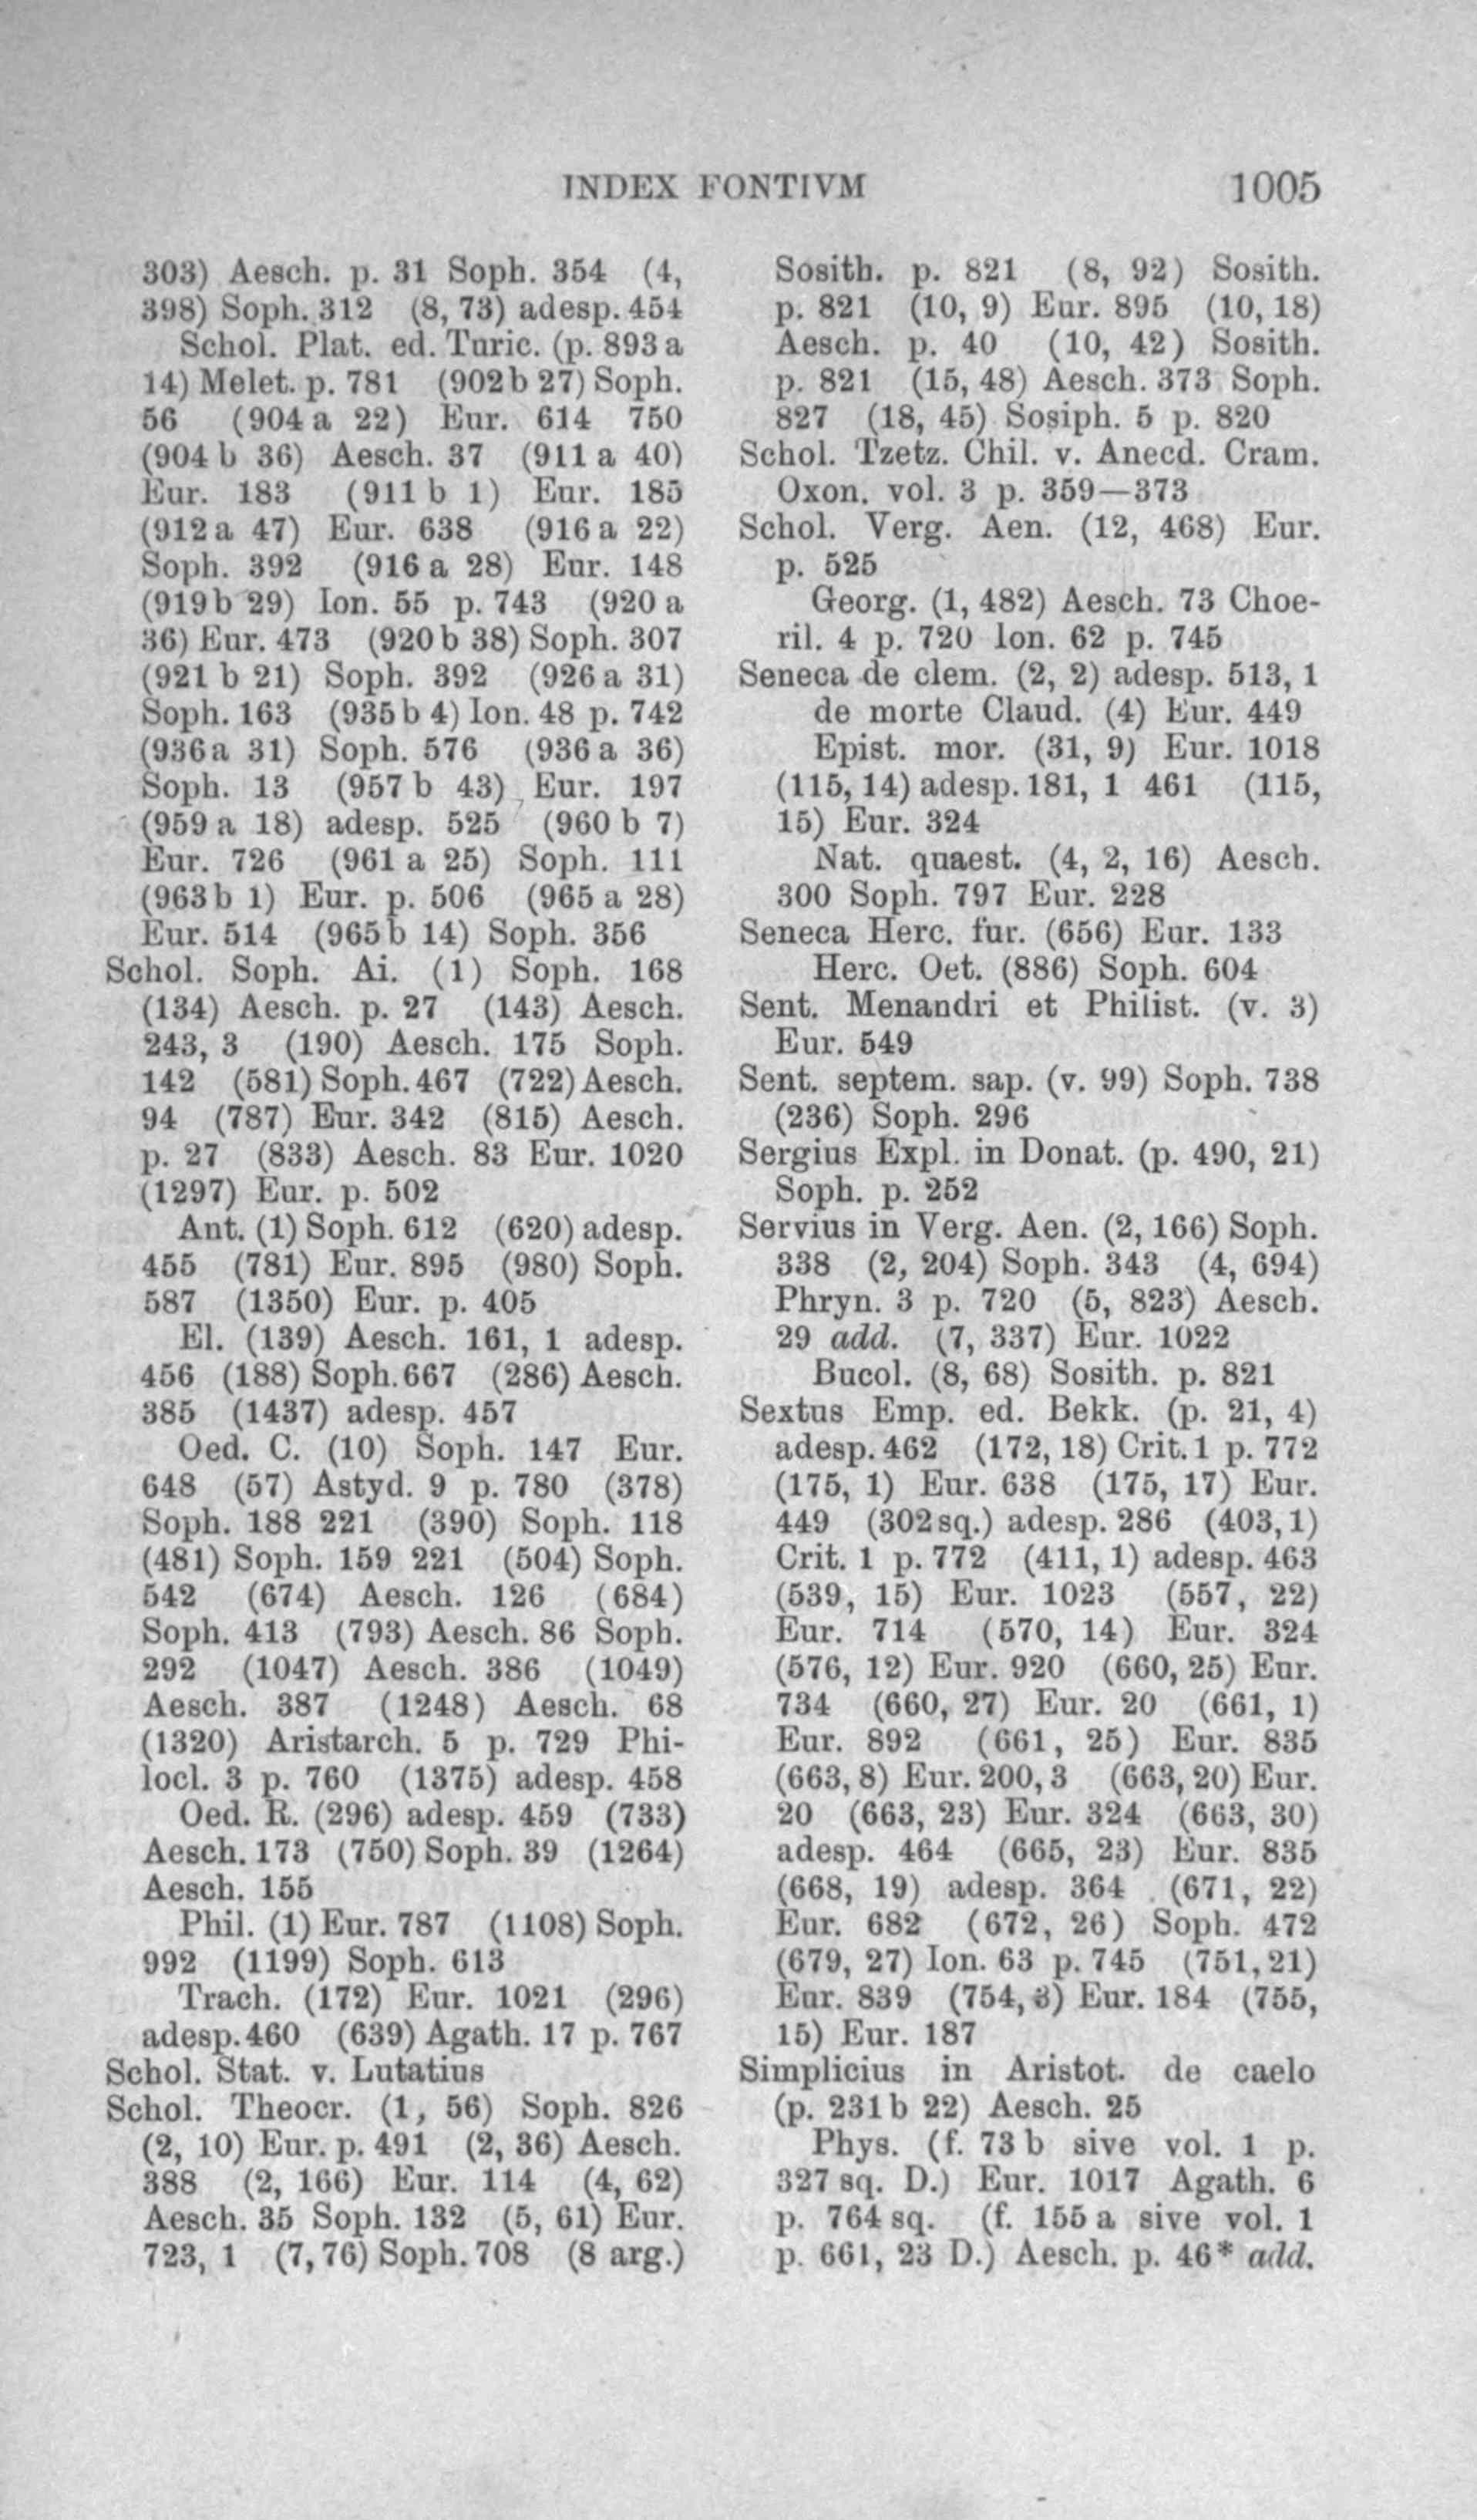 INDEX FONTIVM 1005
303) Aesch. p. 31 Soph. 354 (4,
398) Soph. 312 (8, 73) adesp. 454
Schol. Plat. ed. Turic. (p. 893 a
14) Melet. p. 781 (902 b 27) Soph.
56 (904 a 22) Eur. 614 750
(904 b 36) Aesch. 37 (911 a 40)
Eur. 183 (911 b 1) Eur. 185
(912 a 47) Eur. 638 (916 a 22)
Soph. 392 (916 a 28) Eur. 148
(919 b 29) Ion. 55 p. 743 (920 a
36) Eur. 473 (920 b 38) Soph. 307
(921 b 21) Soph. 392 (926 a 31)
Soph. 163 (935 b 4) Ion. 48 p. 742
(936 a 31) Soph. 576 (936 a 36)
Soph. 13 (957 b 43) Eur. 197
(959 a 18) adesp. 525 (960 b 7)
Eur. 726 (961 a 25) Soph. 111
(963 b 1) Eur. p. 506 (965 a 28)
Eur. 514 (965 b 14) Soph. 356
Schol. Soph. Ai. (1) Soph. 168
(134) Aesch. p. 27 (143) Aesch.
243, 3 (190) Aesch. 175 Soph.
142 (581) Soph. 467 (722) Aesch.
94 (787) Eur. 342 (815) Aesch.
p. 27 (833) Aesch. 83 Eur. 1020
(1297) Eur. p. 502
Ant. (1) Soph. 612 (620) adesp.
455 (781) Eur. 895 (980) Soph.
587 (1350) Eur. p. 405
El. (139) Aesch. 161, 1 adesp.
456 (188) Soph. 667 (286) Aesch.
385 (1437) adesp. 457
Oed. C. (10) Soph. 147 Eur.
648 (57) Astyd. 9 p. 780 (378)
Soph. 188 221 (390) Soph. 118
(481) Soph. 159 221 (504) Soph.
542 (674) Aesch. 126 (684)
Soph. 413 (793) Aesch. 86 Soph.
292 (1047) Aesch. 386 (1049)
Aesch. 387 (1248) Aesch. 68
(1320) Aristarch. 5 p. 729 Phi-
locl. 3 p. 760 (1375) adesp. 458
Oed. R. (296) adesp. 459 (733)
Aesch. 173 (750) Soph. 39 (1264)
Aesch. 155
Phil. (1) Eur. 787 (1108) Soph.
992 (1199) Soph. 613
Trach. (172) Eur. 1021 (296)
adesp. 460 (639) Agath. 17 p. 767
Schol. Stat. v. Lutatius
Schol. Theocr. (1, 56) Soph. 826
(2, 10) Eur. p. 491 (2, 36) Aesch.
388 (2, 166) Eur. 114 (4, 62)
Aesch. 35 Soph. 132 (5, 61) Eur.
723, 1 (7, 76) Soph. 708 (8 arg.)
Sosith. p. 821 (8, 92) Sosith.
p. 821 (10, 9) Eur. 895 (10, 18)
Aesch. p. 40 (10, 42) Sosith.
p. 821 (15, 48) Aesch. 373 Soph.
827 (18, 45) Sosiph. 5 p. 820
Schol. Tzetz. Chil. v. Anecd. Cram.
Oxon. vol. 3 p. 359—373
Schol. Verg. Aen. (12, 468) Eur.
p. 525
Georg. (1, 482) Aesch. 73 Choe-
ril. 4 p. 720 Ion. 62 p. 745
Seneca de clem. (2, 2) adesp. 513, 1
de morte Claud. (4) Eur. 449
Epist. mor. (31, 9) Eur. 1018
(115, 14) adesp. 181, 1 461 (115,
15) Eur. 324
Nat. quaest. (4, 2, 16) Aesch.
300 Soph. 797 Eur. 228
Seneca Herc. fur. (656) Eur. 133
Herc. Oet. (886) Soph. 604
Sent. Menandri et Philist. (v. 3)
Eur. 549
Sent. septem. sap. (v. 99) Soph. 738
(236) Soph. 296
Sergius Expl. in Donat. (p. 490, 21)
Soph. p. 252
Servius in Verg. Aen. (2, 166) Soph.
338 (2, 204) Soph. 343 (4, 694)
Phryn. 3 p. 720 (5, 823) Aesch.
29 add. (7, 337) Eur. 1022
Bucol. (8, 68) Sosith. p. 821
Sextus Emp. ed. Bekk. (p. 21, 4)
adesp. 462 (172, 18) Crit. 1 p. 772
(175, 1) Eur. 638 (175, 17) Eur.
449 (302 sq.) adesp. 286 (403, 1)
Crit. 1 p. 772 (411, 1) adesp. 463
(539, 15) Eur. 1023 (557, 22)
Eur. 714 (570, 14) Eur. 324
(576, 12) Eur. 920 (660, 25) Eur.
734 (660, 27) Eur. 20 (661, 1)
Eur. 892 (661, 25) Eur. 835
(663, 8) Eur. 200, 3 (663, 20) Eur.
20 (663, 23) Eur. 324 (663, 30)
adesp. 464 (665, 23) Eur. 835
(668, 19) adesp. 364 (671, 22)
Eur. 682 (672, 26) Soph. 472
(679, 27) Ion. 63 p. 745 (751, 21)
Eur. 839 (754, 3) Eur. 184 (755,
15) Eur. 187
Simplicius in Aristot. de caelo
(p. 231 b 22) Aesch. 25
Phys. (f. 73 b sive vol. 1 p.
327 sq. D.) Eur. 1017 Agath. 6
p. 764 sq. (f. 155 a sive vol. 1
p. 661, 23 D.) Aesch. p. 46* add.